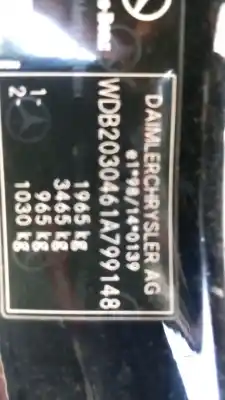 DAIMLERCHRYSLER AG
e1*98/14*0139
WDB2030461A799148
1965 kg
3465 kg
1- 965 kg
2- 1030 kg